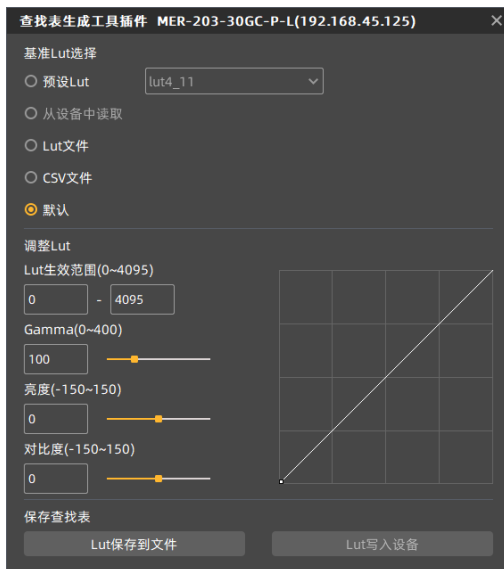 查找表生成工具插件 MER-203-30GC-P-L(192.168.45.125)
基准Lut选择
预设Lut lut4_11
从设备中读取
Lut文件
CSV文件
默认
调整Lut
Lut生效范围(0~4095)
0 - 4095
Gamma(0~400)
100
亮度(-150~150)
0
对比度(-150~150)
0
保存查找表
Lut保存到文件 Lut写入设备